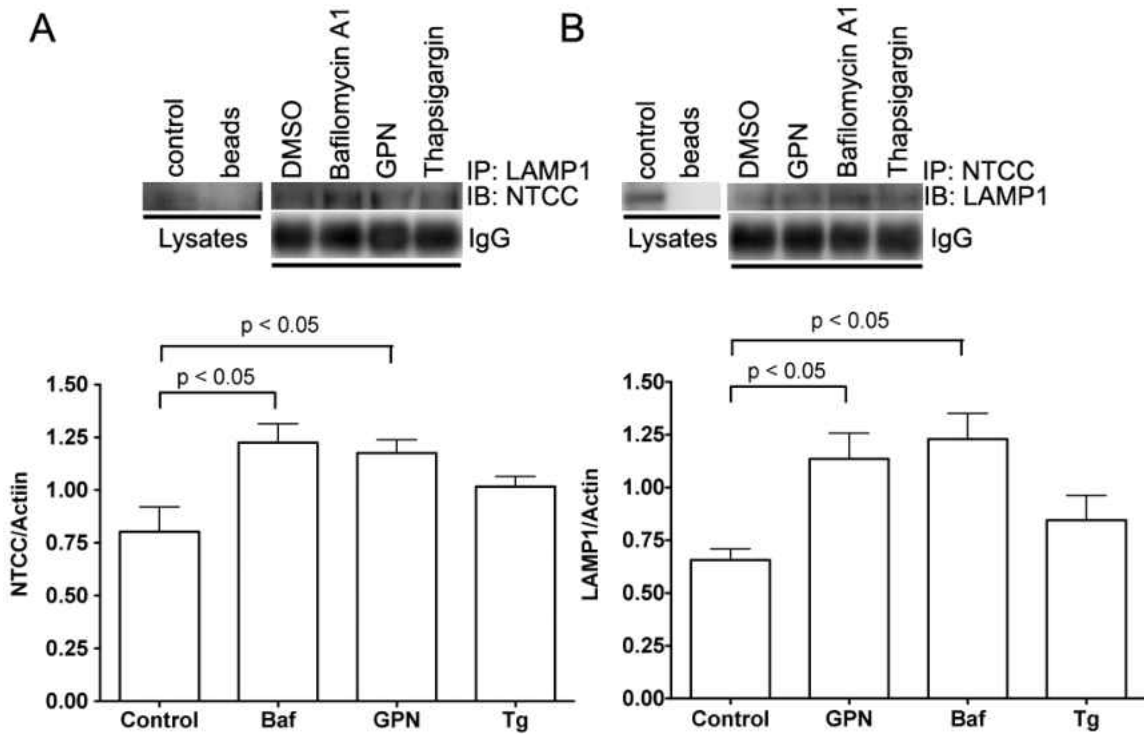 A
control
beads
DMSO
Bafilomycin A1
GPN
Thapsigargin
IP: LAMP1
IB: NTCC
Lysates
IgG
p < 0.05
p < 0.05
1.50
1.25
1.00
0.75
0.50
0.25
0.00
NTCC/Actiin
Control Baf GPN Tg
B
control
beads
DMSO
GPN
Bafilomycin A1
Thapsigargin
IP: NTCC
IB: LAMP1
Lysates
IgG
p < 0.05
p < 0.05
1.50
1.25
1.00
0.75
0.50
0.25
0.00
LAMP1/Actin
Control GPN Baf Tg